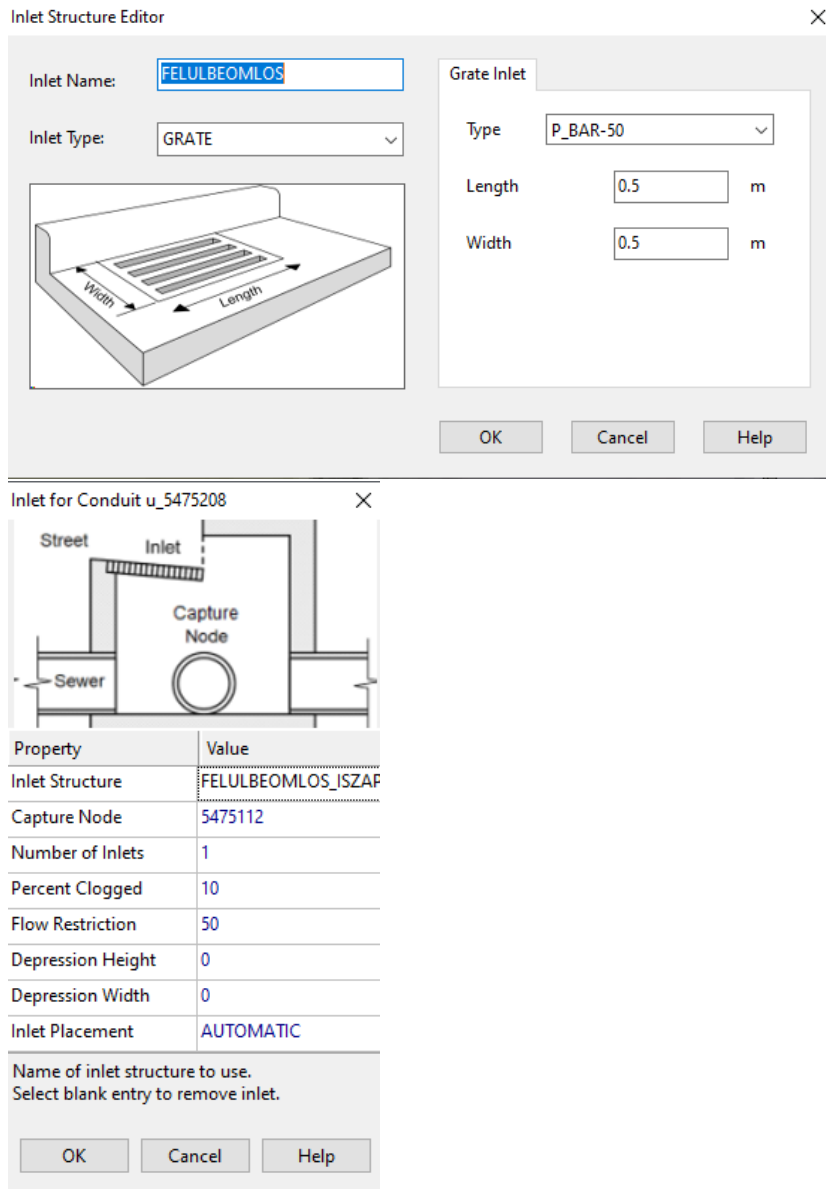 Inlet Structure Editor
Inlet Name: FELULBEOMLOS
Inlet Type: GRATE
Width
Length
Grate Inlet
Type P_BAR-50
Length 0.5 m
Width 0.5 m
OK Cancel Help
Inlet for Conduit u_5475208
Street
Inlet
Capture
Node
Sewer
Property Value
Inlet Structure FELULBEOMLOS_ISZAP
Capture Node 5475112
Number of Inlets 1
Percent Clogged 10
Flow Restriction 50
Depression Height 0
Depression Width 0
Inlet Placement AUTOMATIC
Name of inlet structure to use.
Select blank entry to remove inlet.
OK Cancel Help